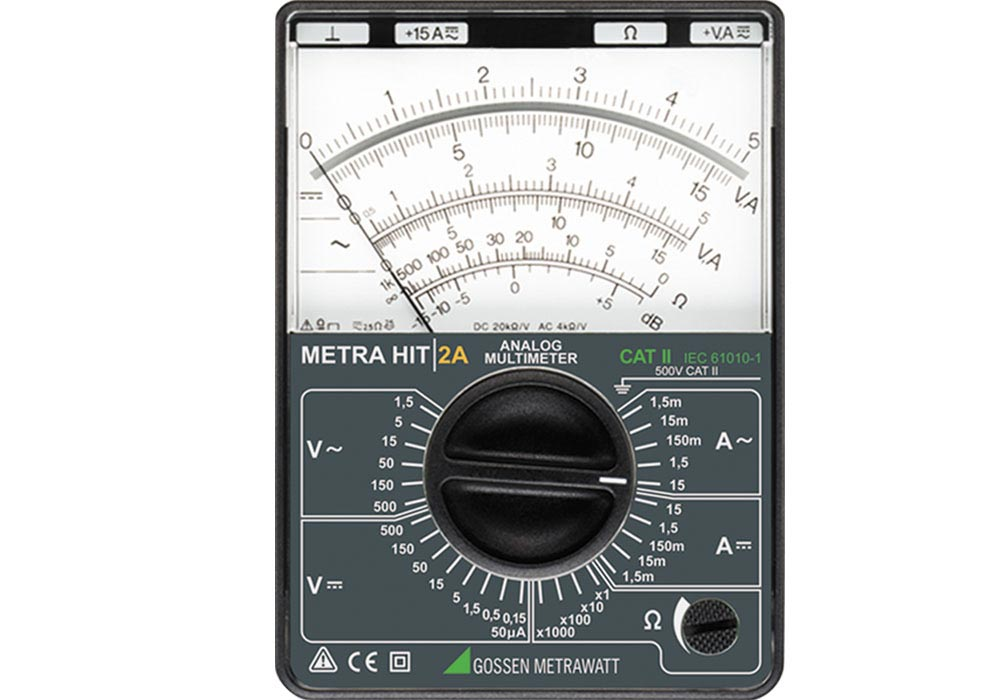 +15A Ω +V,A
0 1 2 3 4 5
5 10 15 V,A
0,5 1 2 3 4 5
5 10 15 V,A
~
1k 500 100 50 30 20 10 5 0 Ω
∞ -15 -10 -5 0 +5 dB
DC 20kΩ/V AC 4kΩ/V
METRA HIT 2A
ANALOG
MULTIMETER
CAT II IEC 61010-1
500V CAT II
V~
1,5
5
15
50
150
500
V
500
150
50
15
5
1,5
0,5
0,15
50µA
A~
1,5m
15m
150m
1,5
15
A
15
1,5
150m
15m
1,5m
x1
x10
x100
x1000
Ω
CE
GOSSEN METRAWATT